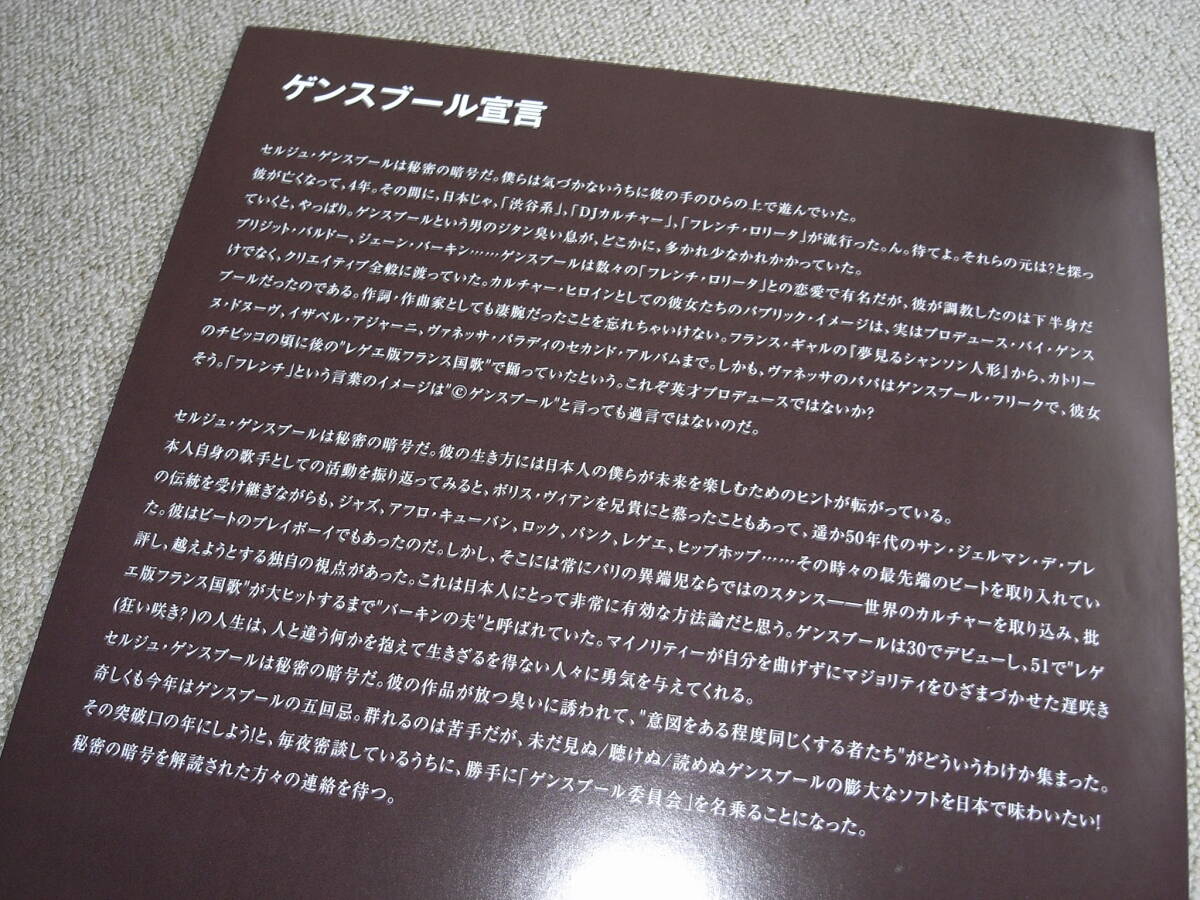 ゲンスブール宣言
セルジュ・ゲンスブールは秘密の暗号だ。僕らは気づかないうちに彼の手のひらの上で遊んでいた。
彼が亡くなって、4年。その間に、日本じゃ、「渋谷系」、「DJカルチャー」、「フレンチ・ロリータ」が流行った。ん。待てよ。それらの元は?と探っ
ていくと、やっぱり。ゲンスブールという男のジタン臭い息が、どこかに、多かれ少なかれかかっていた。
ブリジット・バルドー、ジェーン・バーキン……ゲンスブールは数々の「フレンチ・ロリータ」との恋愛で有名だが、彼が調教したのは下半身だ
けでなく、クリエイティブ全般に渡っていた。カルチャー・ヒロインとしての彼女たちのパブリック・イメージは、実はプロデュース・バイ・ゲンス
ブールだったのである。作詞・作曲家としても凄腕だったことを忘れちゃいけない。フランス・ギャルの『夢見るシャンソン人形』から、カトリー
ヌ・ドヌーヴ、イザベル・アジャーニ、ヴァネッサ・パラディのセカンド・アルバムまで。しかも、ヴァネッサのパパはゲンスブール・フリークで、彼女
のチビッコの頃に後の"レゲエ版フランス国歌"で踊っていたという。これぞ英才プロデュースではないか?
そう。「フレンチ」という言葉のイメージは"©ゲンスブール"と言っても過言ではないのだ。
セルジュ・ゲンスブールは秘密の暗号だ。彼の生き方には日本人の僕らが未来を楽しむためのヒントが転がっている。
本人自身の歌手としての活動を振り返ってみると、ボリス・ヴィアンを兄貴にと慕ったこともあって、遥か50年代のサン・ジェルマン・デ・プレ
の伝統を受け継ぎながらも、ジャズ、アフロ・キューバン、ロック、パンク、レゲエ、ヒップホップ……その時々の最先端のビートを取り入れてい
た。彼はビートのプレイボーイでもあったのだ。しかし、そこには常にパリの異端児ならではのスタンス――世界のカルチャーを取り込み、批
評し、越えようとする独自の視点があった。これは日本人にとって非常に有効な方法論だと思う。ゲンスブールは30でデビューし、51で"レゲ
エ版フランス国歌"が大ヒットするまで"バーキンの夫"と呼ばれていた。マイノリティーが自分を曲げずにマジョリティをひざまづかせた遅咲き
(狂い咲き?)の人生は、人と違う何かを抱えて生きざるを得ない人々に勇気を与えてくれる。
セルジュ・ゲンスブールは秘密の暗号だ。彼の作品が放つ臭いに誘われて、"意図をある程度同じくする者たち"がどういうわけか集まった。
奇しくも今年はゲンスブールの五回忌。群れるのは苦手だが、未だ見ぬ/聴けぬ/読めぬゲンスブールの膨大なソフトを日本で味わいたい!
その突破口の年にしよう!と、毎夜密談しているうちに、勝手に「ゲンスブール委員会」を名乗ることになった。
秘密の暗号を解読された方々の連絡を待つ。